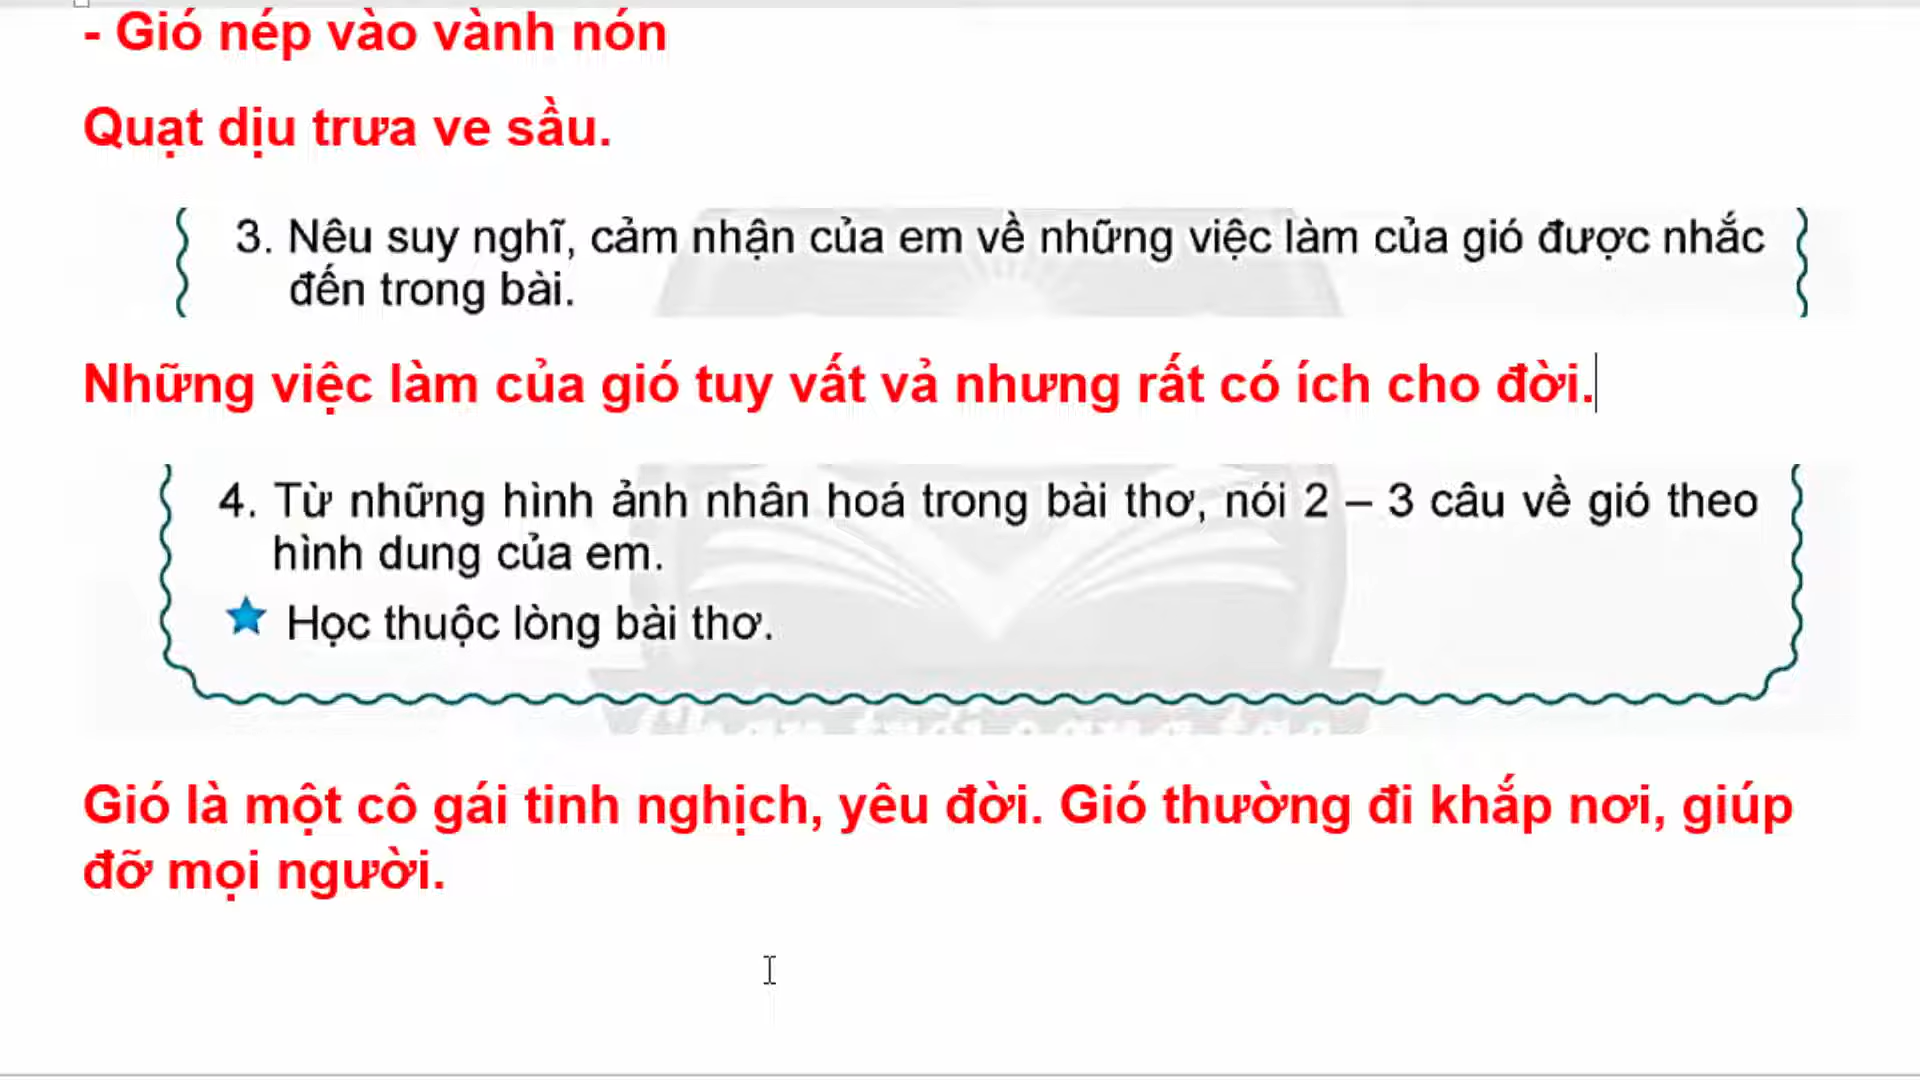 - Gió nép vào vành nón
Quạt dịu trưa ve sầu.
3. Nêu suy nghĩ, cảm nhận của em về những việc làm của gió được nhắc
đến trong bài.
Những việc làm của gió tuy vất vả nhưng rất có ích cho đời.
4. Từ những hình ảnh nhân hoá trong bài thơ, nói 2 – 3 câu về gió theo
hình dung của em.
Học thuộc lòng bài thơ.
Gió là một cô gái tinh nghịch, yêu đời. Gió thường đi khắp nơi, giúp
đỡ mọi người.